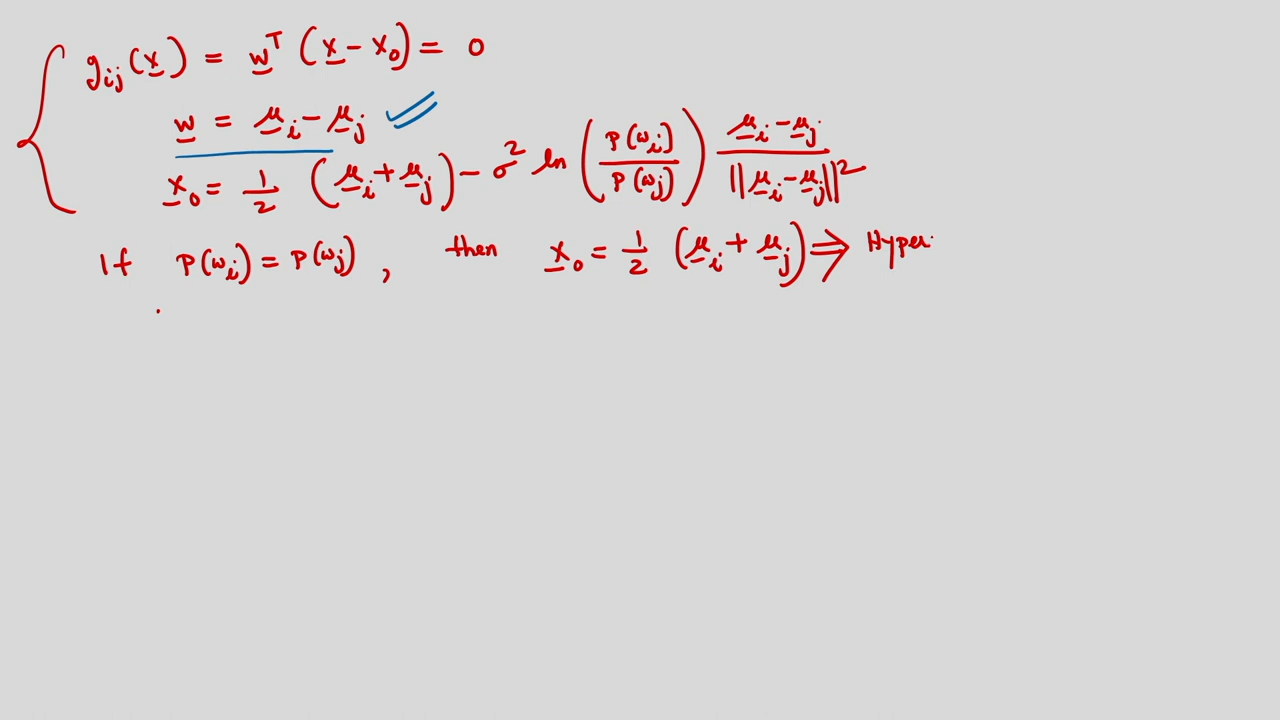 g_ij(x) = w^T (x - x_0) = 0
w = μ_i - μ_j
x_0 = 1/2 (μ_i + μ_j) - σ^2 ln (P(ω_i)/P(ω_j)) (μ_i - μ_j)/||μ_i - μ_j||^2
If P(ω_i) = P(ω_j), then x_0 = 1/2 (μ_i + μ_j) ⇒ Hyper